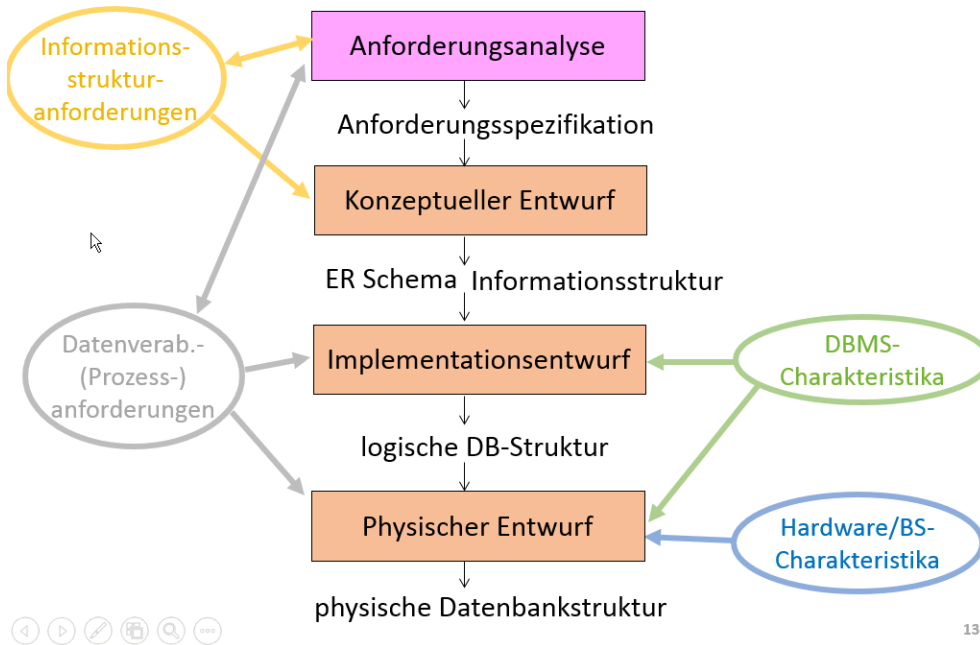 Informations-
struktur-
anforderungen
Anforderungsanalyse
Anforderungsspezifikation
Konzeptueller Entwurf
ER Schema Informationsstruktur
Datenverab.-
(Prozess-)
anforderungen
Implementationsentwurf
DBMS-
Charakteristika
logische DB-Struktur
Physischer Entwurf
Hardware/BS-
Charakteristika
physische Datenbankstruktur
13